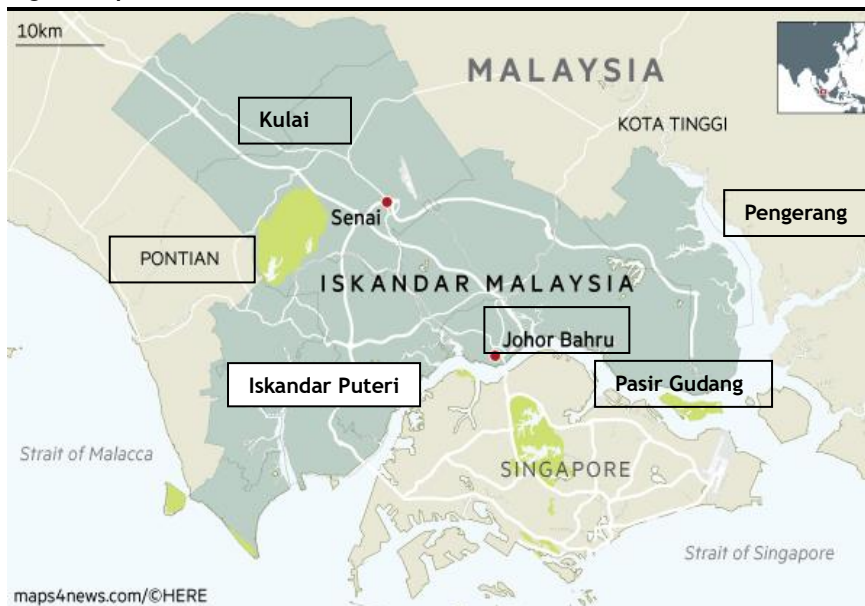 10km
MALAYSIA
Kulai
KOTA TINGGI
Senai
Pengerang
PONTIAN
ISKANDAR MALAYSIA
Johor Bahru
Iskandar Puteri
Pasir Gudang
Strait of Malacca
SINGAPORE
Strait of Singapore
maps4news.com/©HERE